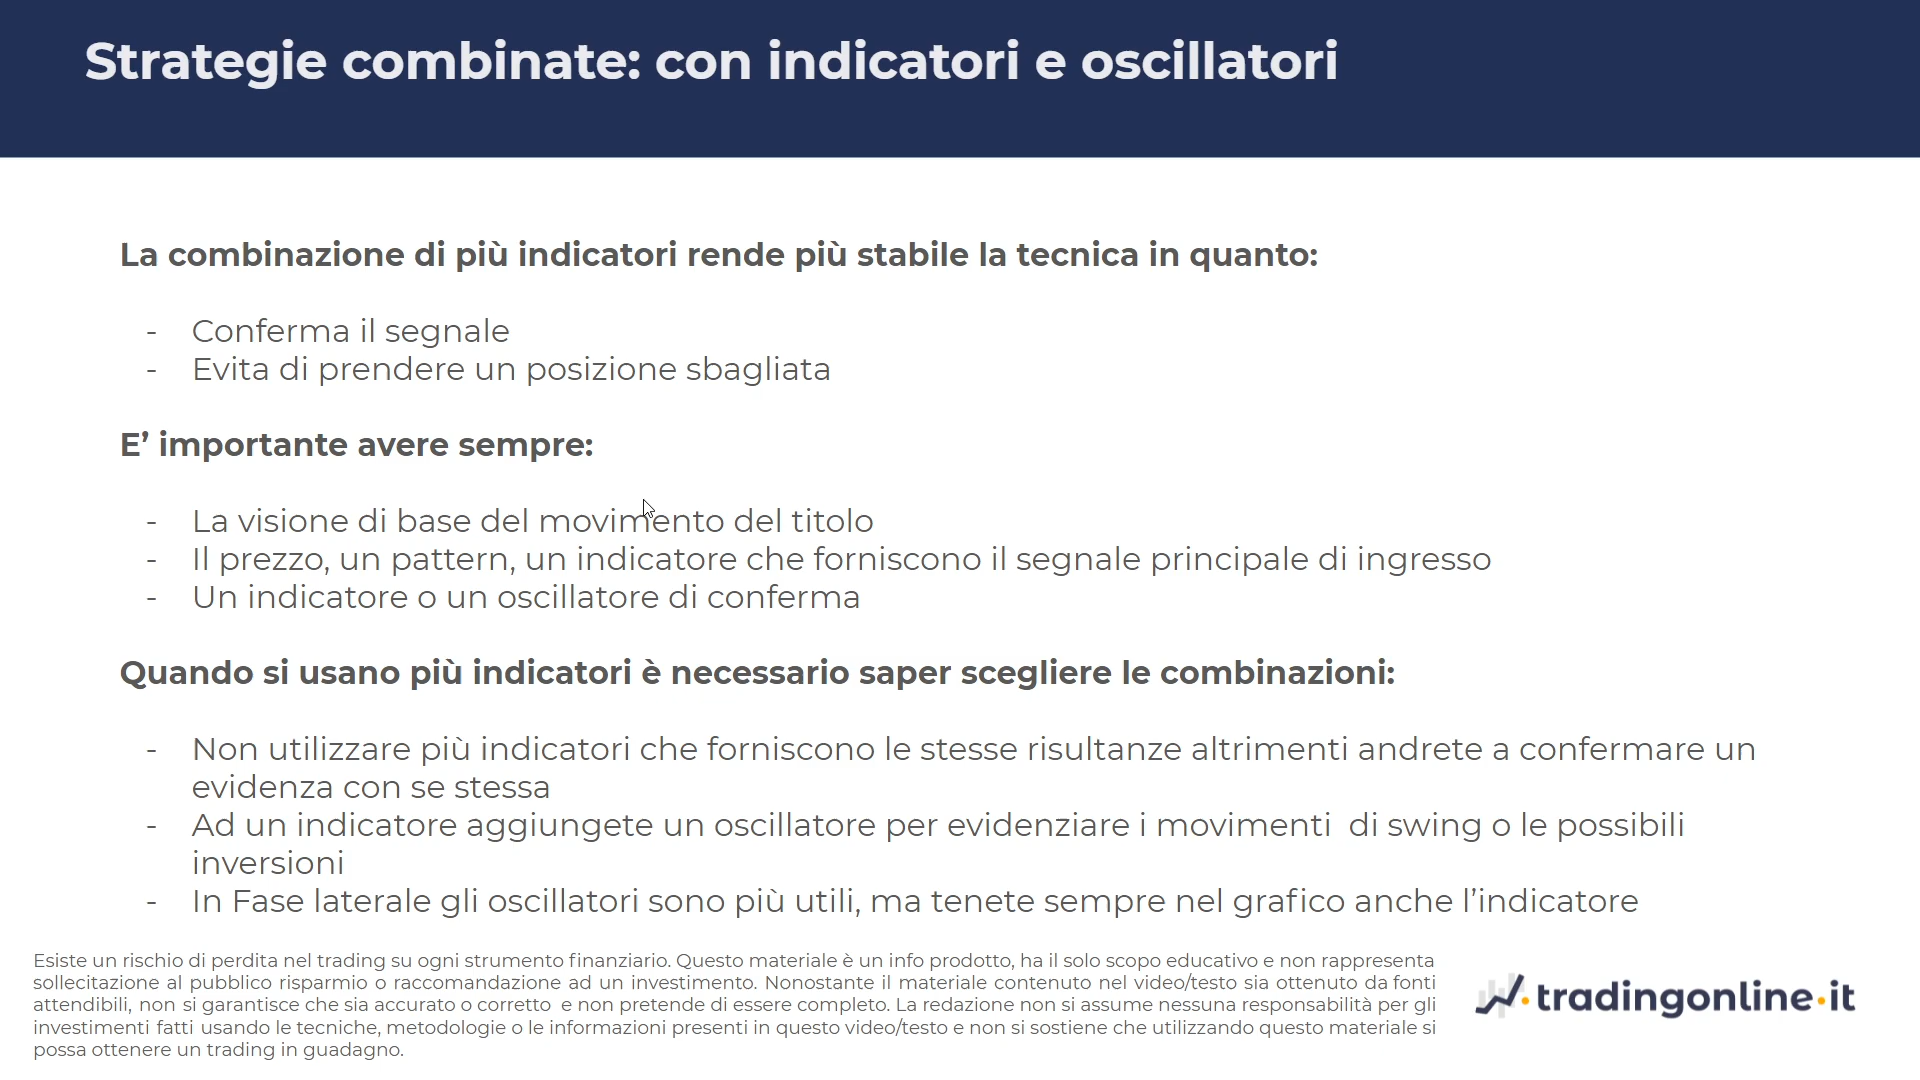 Strategie combinate: con indicatori e oscillatori
La combinazione di più indicatori rende più stabile la tecnica in quanto:
- Conferma il segnale
- Evita di prendere un posizione sbagliata
E’ importante avere sempre:
- La visione di base del movimento del titolo
- Il prezzo, un pattern, un indicatore che forniscono il segnale principale di ingresso
- Un indicatore o un oscillatore di conferma
Quando si usano più indicatori è necessario saper scegliere le combinazioni:
- Non utilizzare più indicatori che forniscono le stesse risultanze altrimenti andrete a confermare un
evidenza con se stessa
- Ad un indicatore aggiungete un oscillatore per evidenziare i movimenti  di swing o le possibili
inversioni
- In Fase laterale gli oscillatori sono più utili, ma tenete sempre nel grafico anche l’indicatore
Esiste un rischio di perdita nel trading su ogni strumento finanziario. Questo materiale è un info prodotto, ha il solo scopo educativo e non rappresenta
sollecitazione al pubblico risparmio o raccomandazione ad un investimento. Nonostante il materiale contenuto nel video/testo sia ottenuto da fonti
attendibili, non si garantisce che sia accurato o corretto  e non pretende di essere completo. La redazione non si assume nessuna responsabilità per gli
investimenti fatti usando le tecniche, metodologie o le informazioni presenti in questo video/testo e non si sostiene che utilizzando questo materiale si
possa ottenere un trading in guadagno.
tradingonline.it